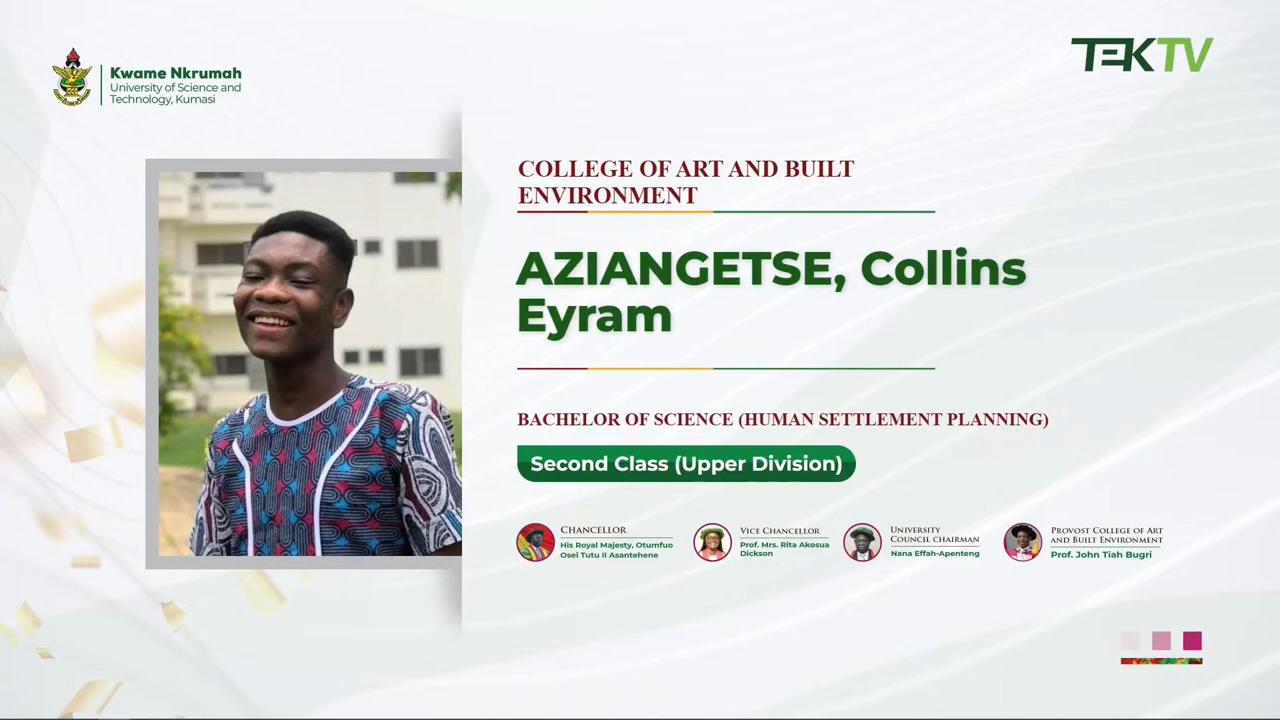 Kwame Nkrumah
University of Science and
Technology, Kumasi
TEKTV
COLLEGE OF ART AND BUILT
ENVIRONMENT
AZIANGETSE, Collins
Eyram
BACHELOR OF SCIENCE (HUMAN SETTLEMENT PLANNING)
Second Class (Upper Division)
CHANCELLOR
His Royal Majesty, Otumfuo
Osei Tutu II Asantehene
VICE CHANCELLOR
Prof. Mrs. Rita Akosua
Dickson
UNIVERSITY
COUNCIL CHAIRMAN
Nana Effah-Apenteng
PROVOST COLLEGE OF ART
AND BUILT ENVIRONMENT
Prof. John Tiah Bugri